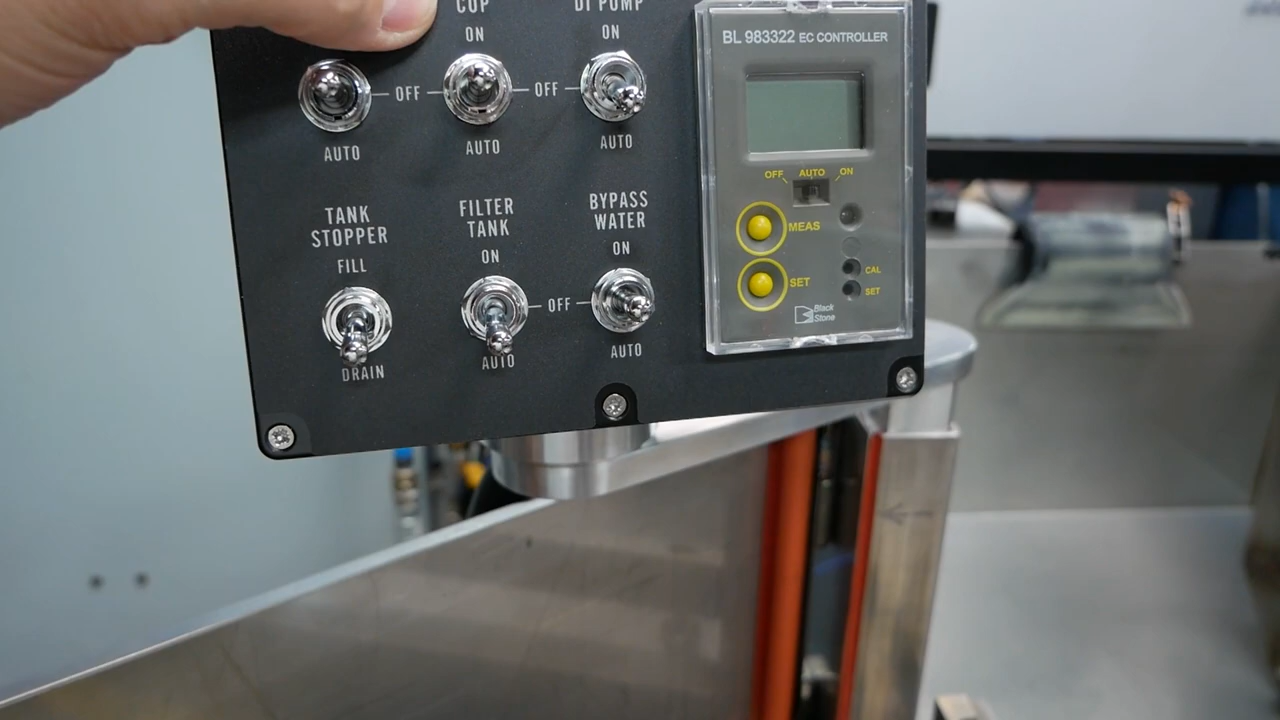 CUP
DI PUMP
ON
ON
OFF
OFF
AUTO
AUTO
AUTO
TANK
STOPPER
FILL
DRAIN
FILTER
TANK
ON
OFF
AUTO
BYPASS
WATER
ON
AUTO
BL 983322 EC CONTROLLER
OFF AUTO ON
MEAS
SET
CAL
SET
Black
Stone